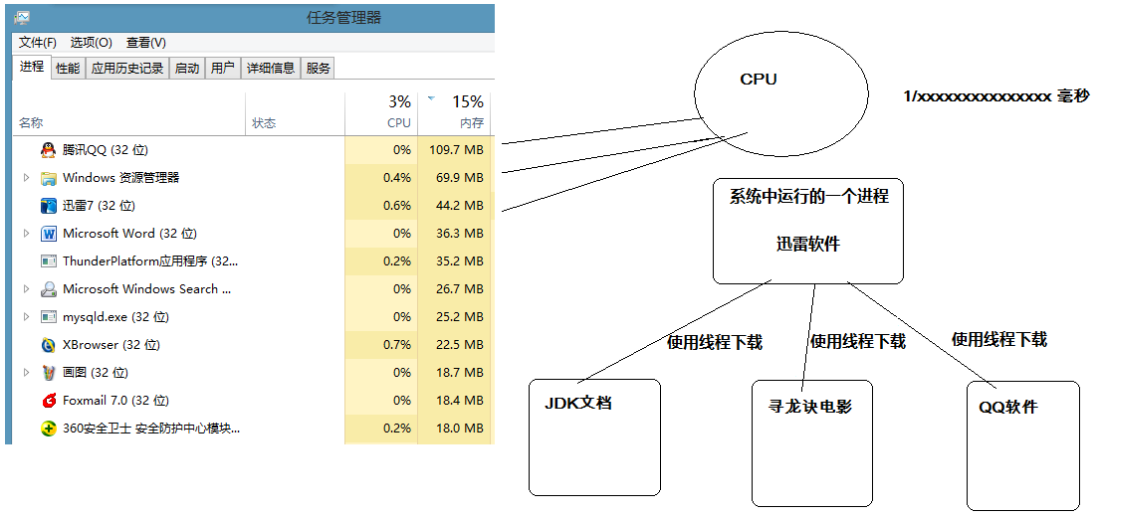 任务管理器
文件(F) 选项(O) 查看(V)
进程 性能 应用历史记录 启动 用户 详细信息 服务
3% 15%
名称 状态 CPU 内存
腾讯QQ (32 位) 0% 109.7 MB
Windows 资源管理器 0.4% 69.9 MB
迅雷7 (32 位) 0.6% 44.2 MB
Microsoft Word (32 位) 0% 36.3 MB
ThunderPlatform应用程序 (32... 0.2% 35.2 MB
Microsoft Windows Search ... 0% 26.7 MB
mysqld.exe (32 位) 0% 25.2 MB
XBrowser (32 位) 0.7% 22.5 MB
画图 (32 位) 0% 18.7 MB
Foxmail 7.0 (32 位) 0% 18.4 MB
360安全卫士 安全防护中心模块... 0.2% 18.0 MB
CPU
1/xxxxxxxxxxxxxxx 毫秒
系统中运行的一个进程
迅雷软件
使用线程下载 使用线程下载 使用线程下载
JDK文档 寻龙诀电影 QQ软件